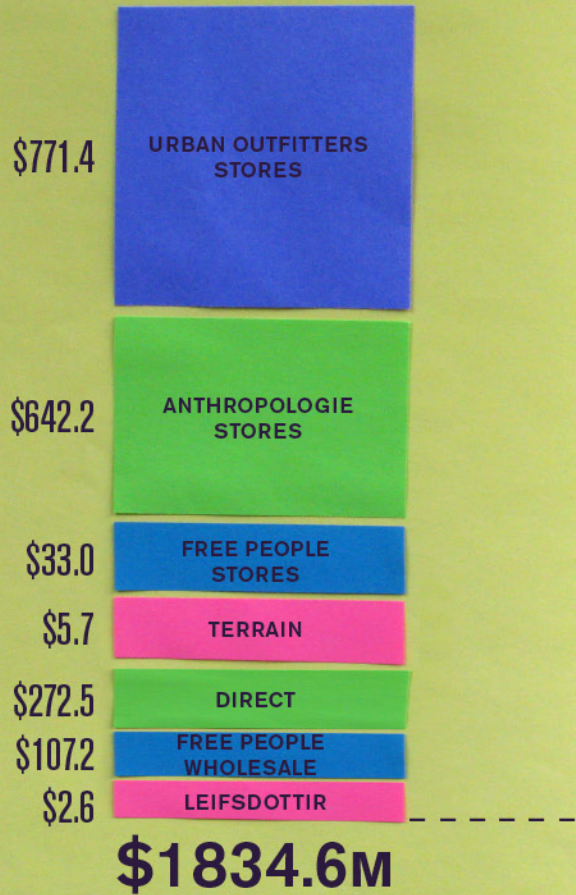 $771.4
URBAN OUTFITTERS
STORES
$642.2
ANTHROPOLOGIE
STORES
$33.0
FREE PEOPLE
STORES
$5.7
TERRAIN
$272.5
DIRECT
$107.2
FREE PEOPLE
WHOLESALE
$2.6
LEIFSDOTTIR
$1834.6M